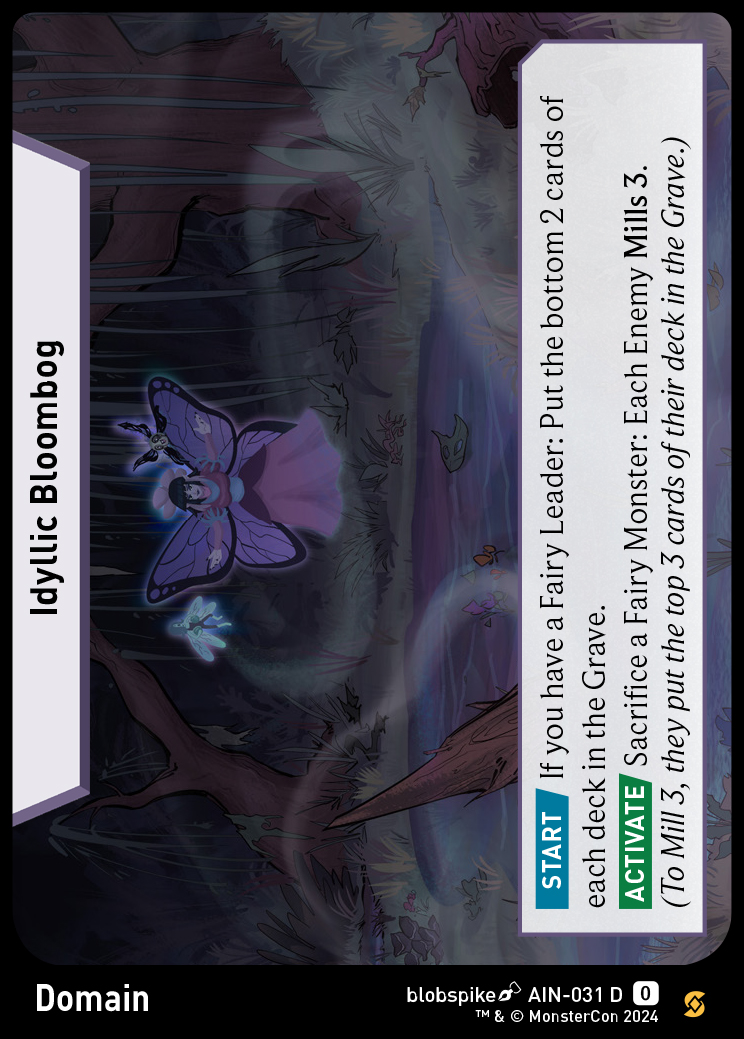 Idyllic Bloombog
START If you have a Fairy Leader: Put the bottom 2 cards of
each deck in the Grave.
ACTIVATE Sacrifice a Fairy Monster: Each Enemy Mills 3.
(To Mill 3, they put the top 3 cards of their deck in the Grave.)
Domain
blobspike AIN-031 D 0
™ & © MonsterCon 2024